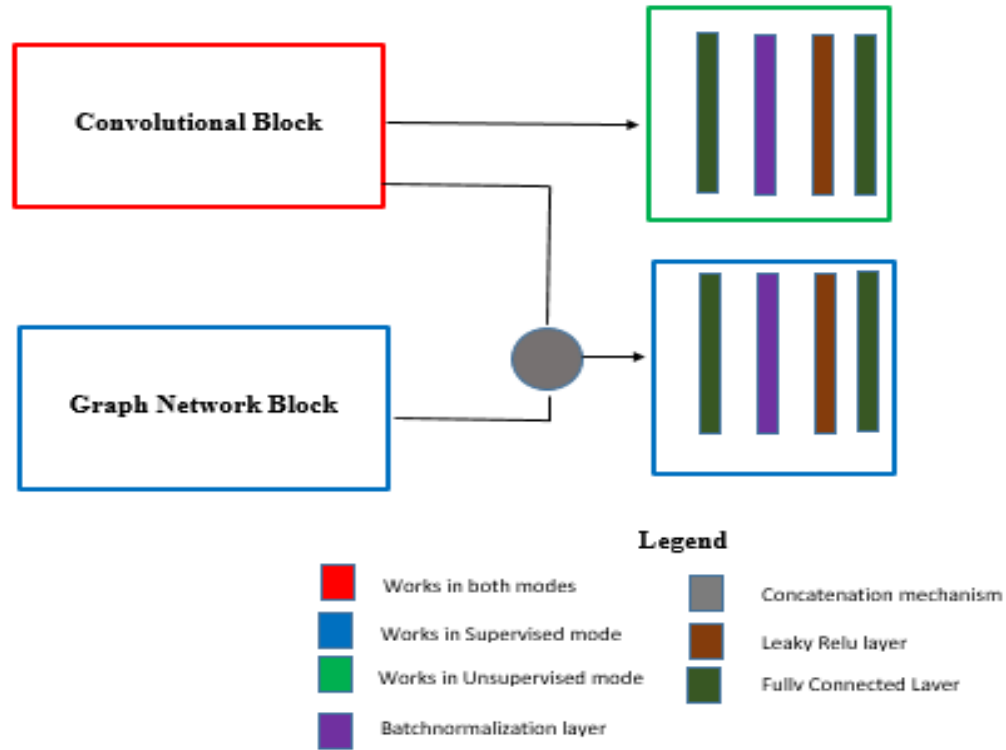 Convolutional Block
Graph Network Block
Legend
Works in both modes
Works in Supervised mode
Works in Unsupervised mode
Batchnormalization layer
Concatenation mechanism
Leaky Relu layer
Fully Connected Layer